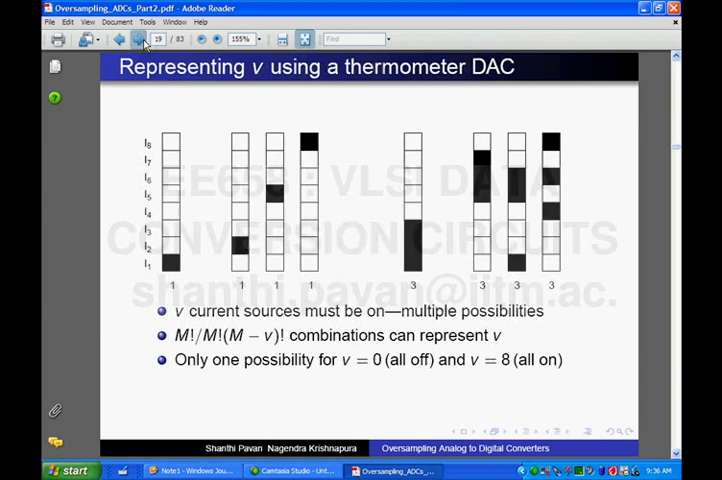 Oversampling_ADCs_Part2.pdf - Adobe Reader
File Edit View Document Tools Window Help
19 / 83 155% Find
Representing v using a thermometer DAC
I8
I7
I6
I5
I4
I3
I2
I1
1 1 1 1 3 3 3 3
EE658 : VLSI DATA
CONVERSION CIRCUITS
shanthi.pavan@iitm.ac.
v current sources must be on—multiple possibilities
M!/M!(M − v)! combinations can represent v
Only one possibility for v = 0 (all off) and v = 8 (all on)
Shanthi Pavan Nagendra Krishnapura Oversampling Analog to Digital Converters
start Note1 - Windows Jou... Camtasia Studio - Unt... Oversampling_ADCs_... 9:36 AM